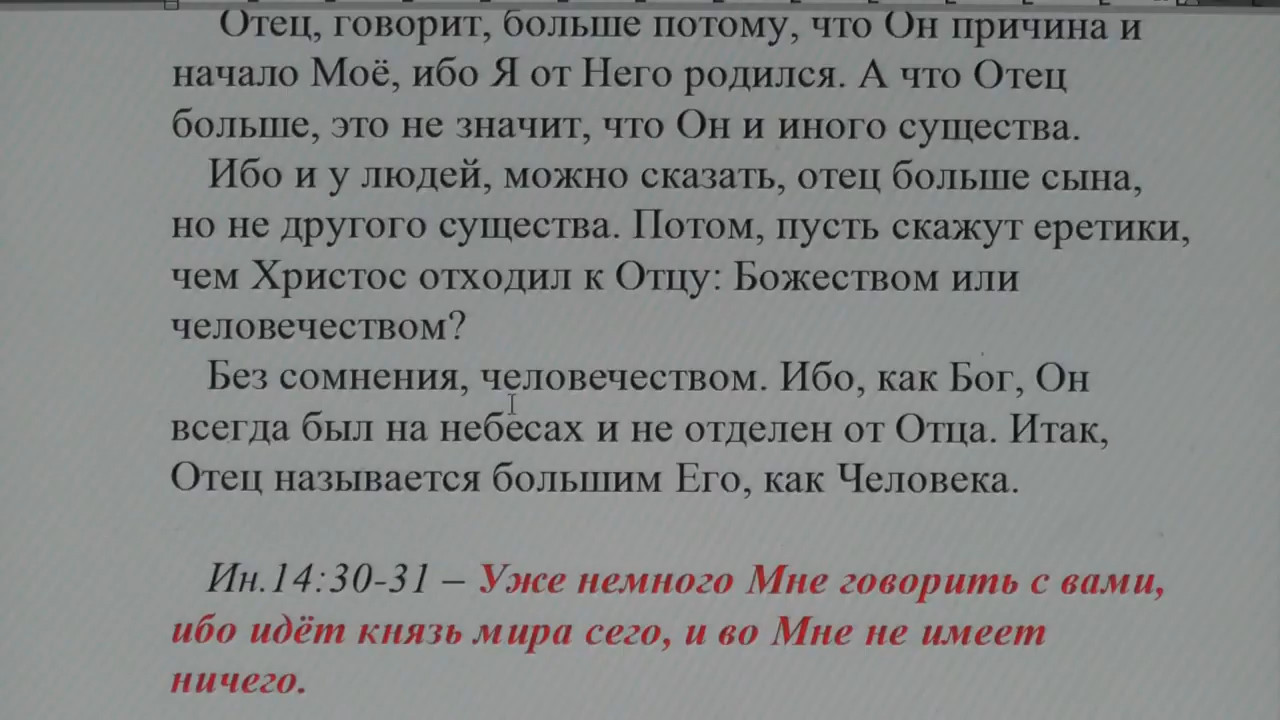 Отец, говорит, больше потому, что Он причина и
начало Моё, ибо Я от Него родился. А что Отец
больше, это не значит, что Он и иного существа.
Ибо и у людей, можно сказать, отец больше сына,
но не другого существа. Потом, пусть скажут еретики,
чем Христос отходил к Отцу: Божеством или
человечеством?
Без сомнения, человечеством. Ибо, как Бог, Он
всегда был на небесах и не отделен от Отца. Итак,
Отец называется большим Его, как Человека.
Ин.14:30-31 – Уже немного Мне говорить с вами,
ибо идёт князь мира сего, и во Мне не имеет
ничего.